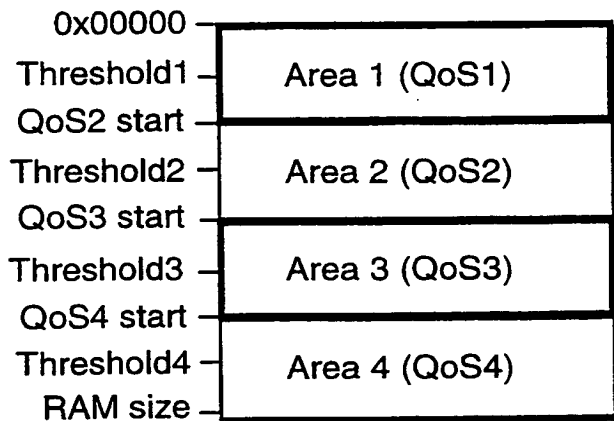 0x00000
Threshold1
Area 1 (QoS1)
QoS2 start
Threshold2
Area 2 (QoS2)
QoS3 start
Threshold3
Area 3 (QoS3)
QoS4 start
Threshold4
Area 4 (QoS4)
RAM size